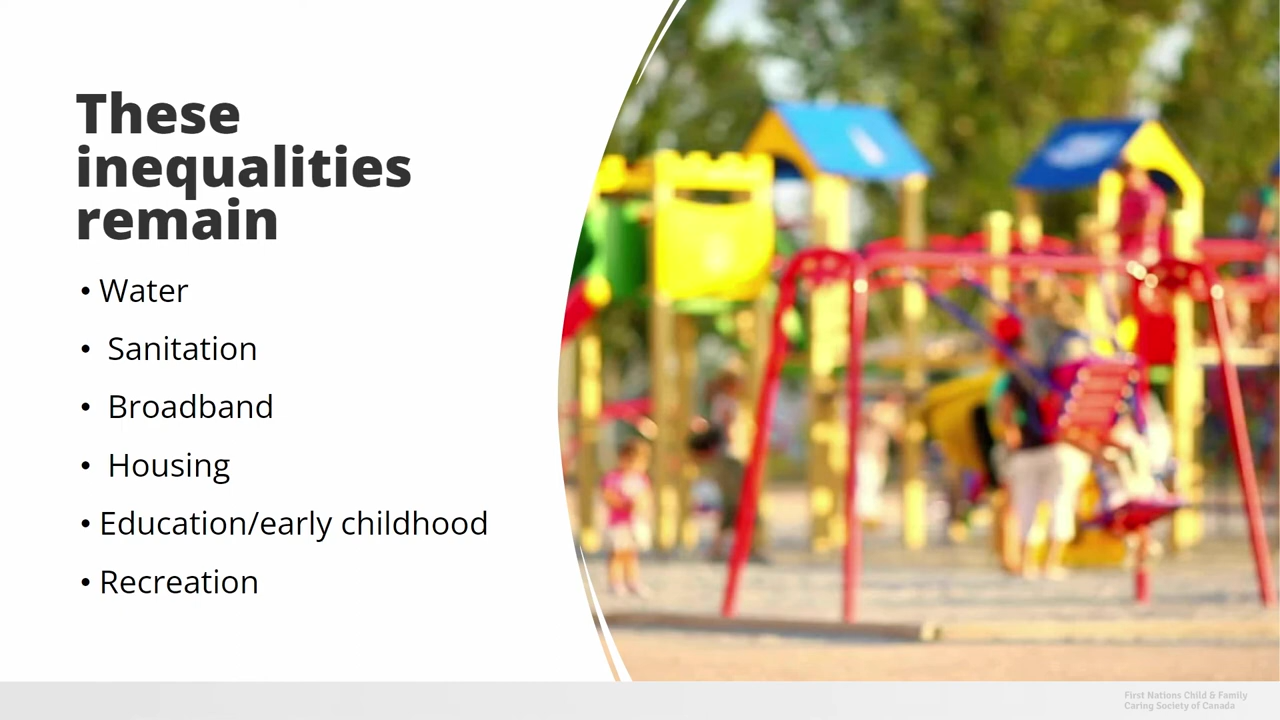 These
inequalities
remain
• Water
• Sanitation
• Broadband
• Housing
• Education/early childhood
• Recreation
First Nations Child & Family
Caring Society of Canada